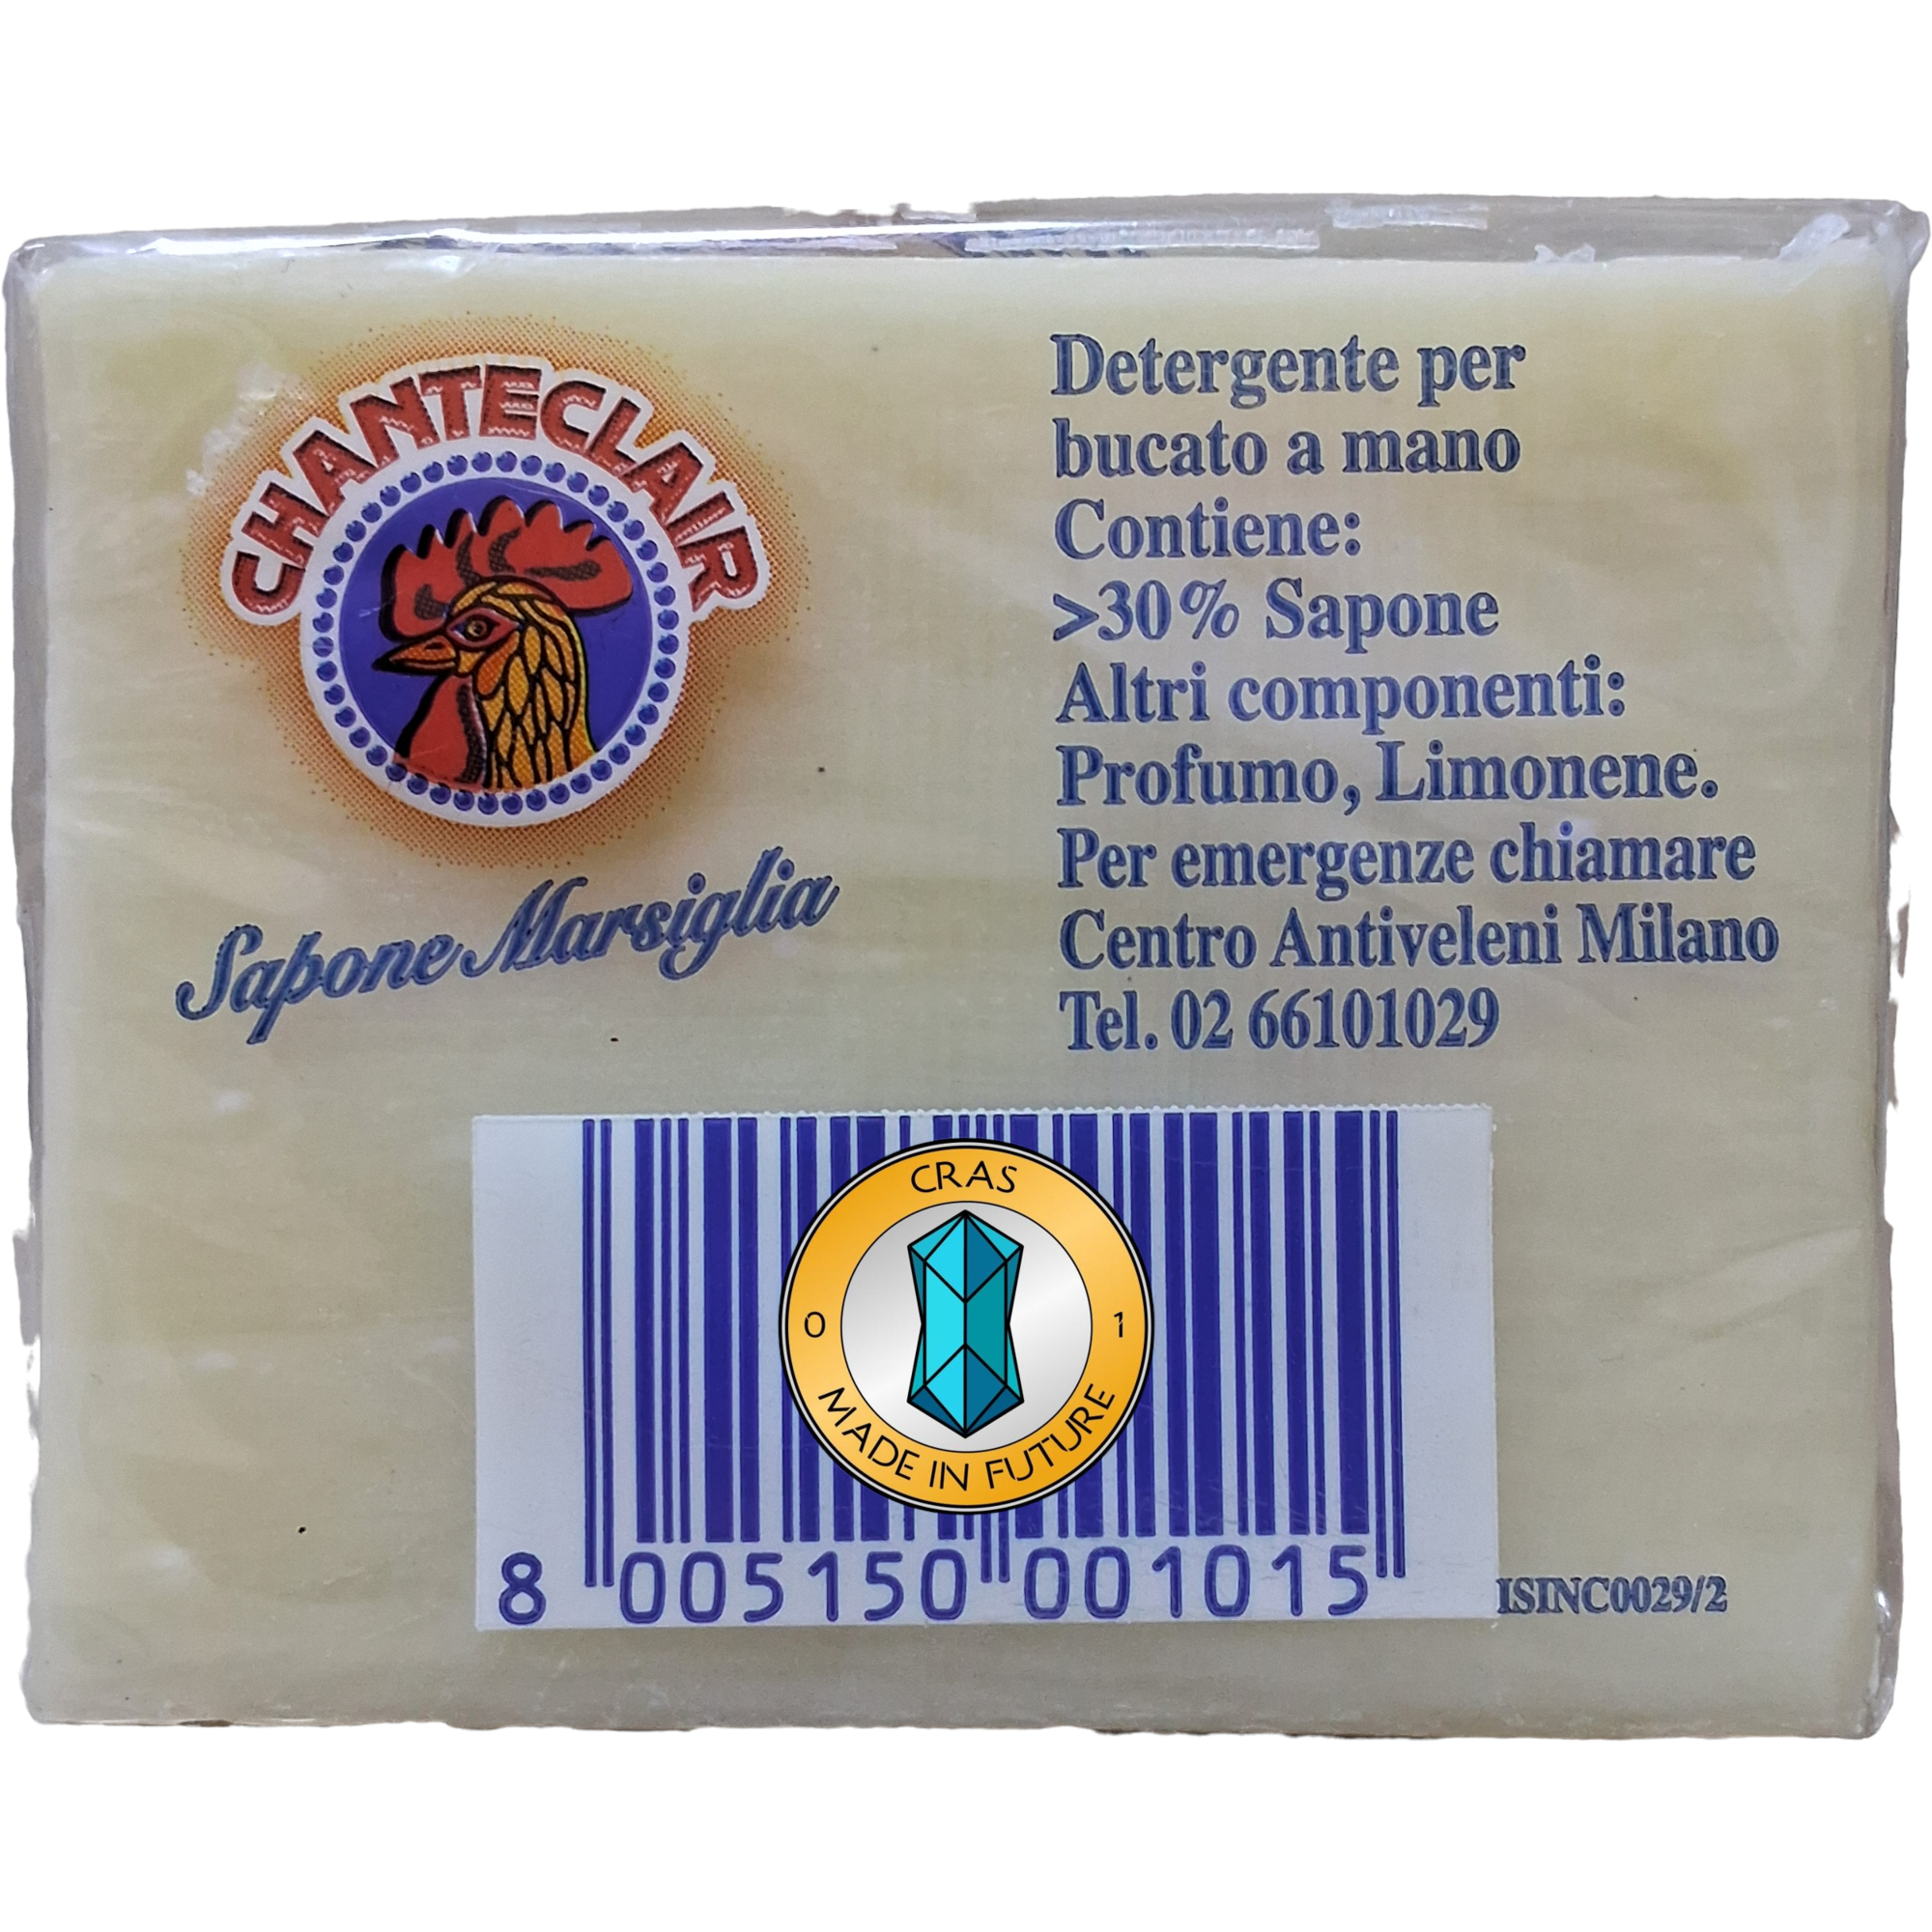 CHANTECLAIR
Sapone Marsiglia
Detergente per
bucato a mano
Contiene:
>30% Sapone
Altri componenti:
Profumo, Limonene.
Per emergenze chiamare
Centro Antiveleni Milano
Tel. 02 66101029
CRAS
0 1
MADE IN FUTURE
8 005150 001015
ISINC0029/2